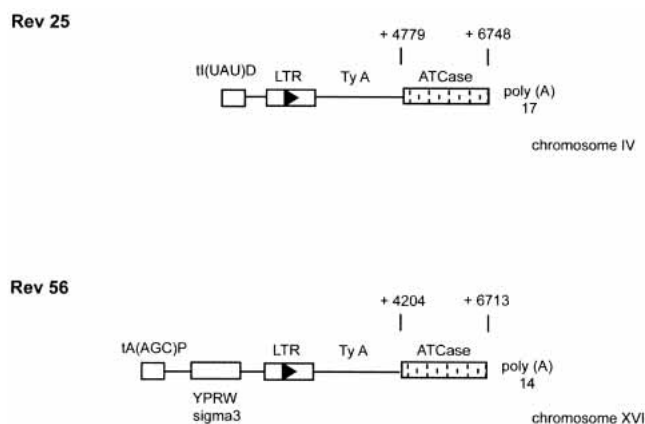 Rev 25
+ 4779 + 6748
tI(UAU)D LTR Ty A ATCase
poly (A)
17
chromosome IV
Rev 56
+ 4204 + 6713
tA(AGC)P LTR Ty A ATCase
poly (A)
14
YPRW
sigma3
chromosome XVI